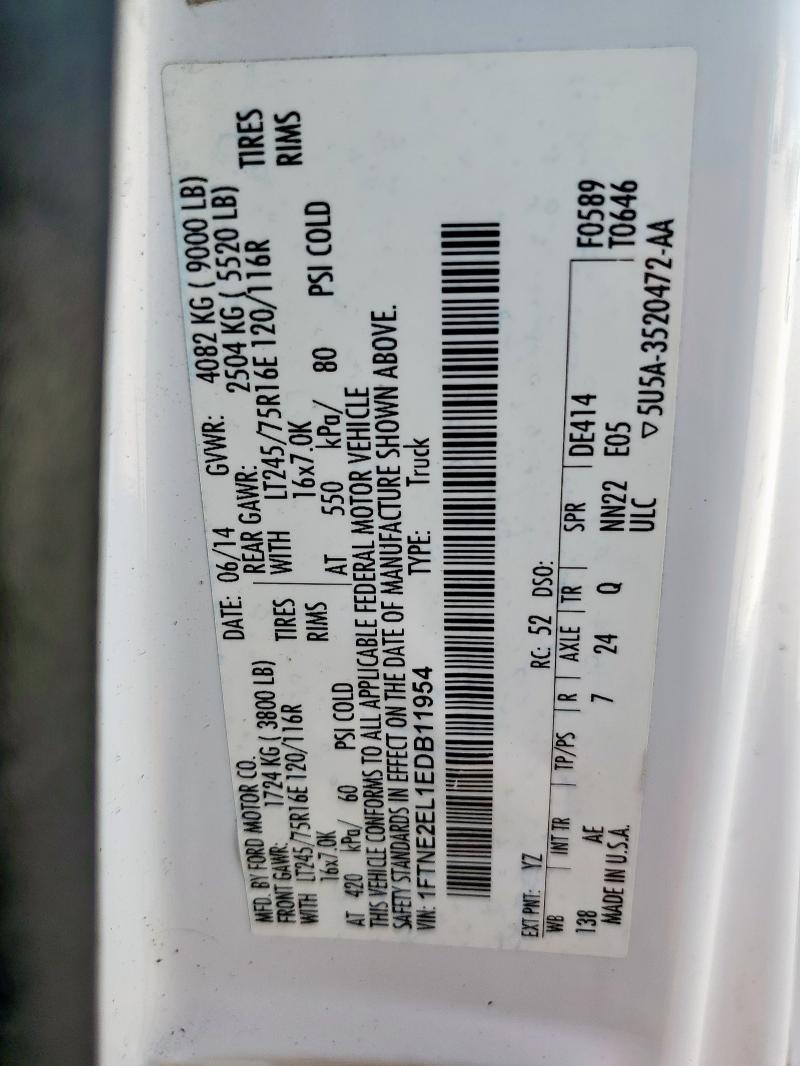 MFD. BY FORD MOTOR CO.
DATE: 06/14 GVWR: 4082 KG ( 9000 LB)
FRONT GAWR: 1724 KG ( 3800 LB)
REAR GAWR: 2504 KG ( 5520 LB)
WITH LT245/75R16E 120/116R TIRES
WITH LT245/75R16E 120/116R TIRES
16x7.0K RIMS
16x7.0K RIMS
AT 420 kPa/ 60 PSI COLD
AT 550 kPa/ 80 PSI COLD
THIS VEHICLE CONFORMS TO ALL APPLICABLE FEDERAL MOTOR VEHICLE
SAFETY STANDARDS IN EFFECT ON THE DATE OF MANUFACTURE SHOWN ABOVE.
VIN: 1FTNE2EL1EDB11954 TYPE: Truck
EXT PNT: YZ RC: 52 DSO:
WB INT TR TP/PS R AXLE TR SPR DE414 F0589
138 AE 7 24 Q NN22 E05 T0646
MADE IN U.S.A. ULC ▽5U5A-3520472-AA